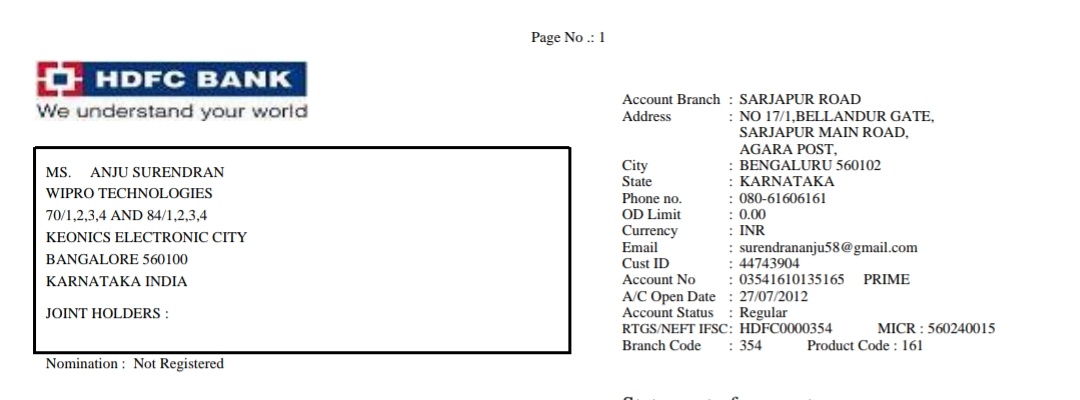 Page No .: 1
HDFC BANK
We understand your world
MS. ANJU SURENDRAN
WIPRO TECHNOLOGIES
70/1,2,3,4 AND 84/1,2,3,4
KEONICS ELECTRONIC CITY
BANGALORE 560100
KARNATAKA INDIA
JOINT HOLDERS :
Nomination : Not Registered
Account Branch : SARJAPUR ROAD
Address : NO 17/1,BELLANDUR GATE,
SARJAPUR MAIN ROAD,
AGARA POST,
City : BENGALURU 560102
State : KARNATAKA
Phone no. : 080-61606161
OD Limit : 0.00
Currency : INR
Email : surendrananju58@gmail.com
Cust ID : 44743904
Account No : 03541610135165 PRIME
A/C Open Date : 27/07/2012
Account Status : Regular
RTGS/NEFT IFSC: HDFC0000354 MICR : 560240015
Branch Code : 354 Product Code : 161